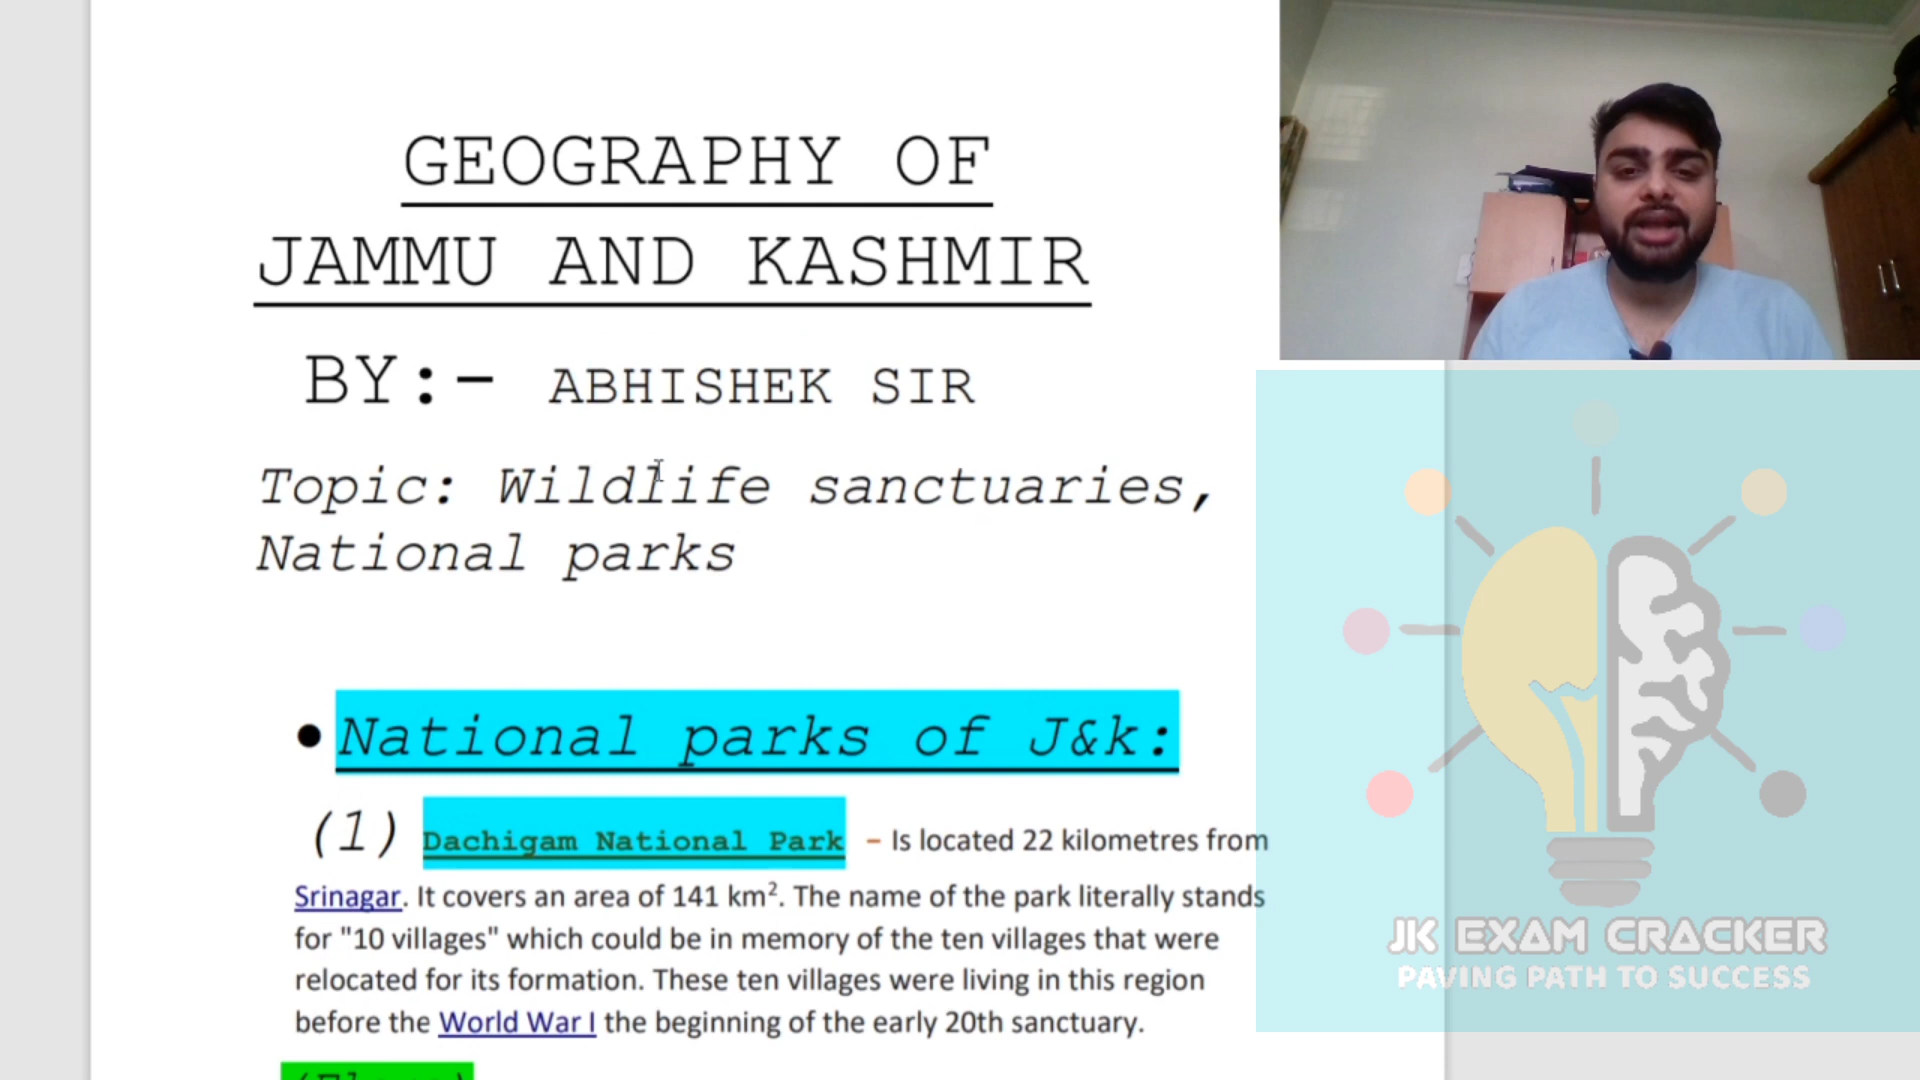 GEOGRAPHY OF
JAMMU AND KASHMIR
BY:- ABHISHEK SIR
Topic: Wildlife sanctuaries,
National parks
• National parks of J&k:
(1) Dachigam National Park – Is located 22 kilometres from
Srinagar. It covers an area of 141 km². The name of the park literally stands
for "10 villages" which could be in memory of the ten villages that were
relocated for its formation. These ten villages were living in this region
before the World War I the beginning of the early 20th sanctuary.
JK EXAM CRACKER
PAVING PATH TO SUCCESS